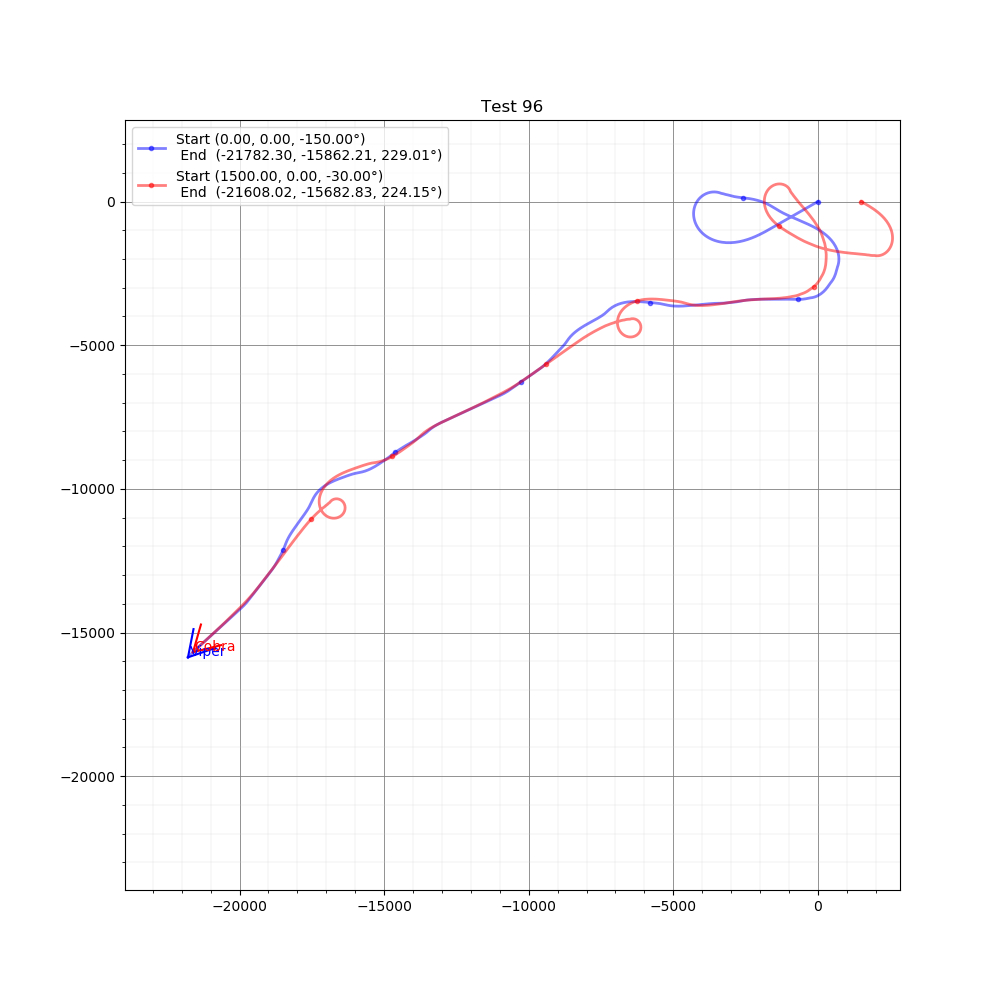 Test 96
Start (0.00, 0.00, -150.00°)
End (-21782.30, -15862.21, 229.01°)
Start (1500.00, 0.00, -30.00°)
End (-21608.02, -15682.83, 224.15°)
0
−5000
−10000
−15000
−20000
Cobra
−20000 −15000 −10000 −5000 0